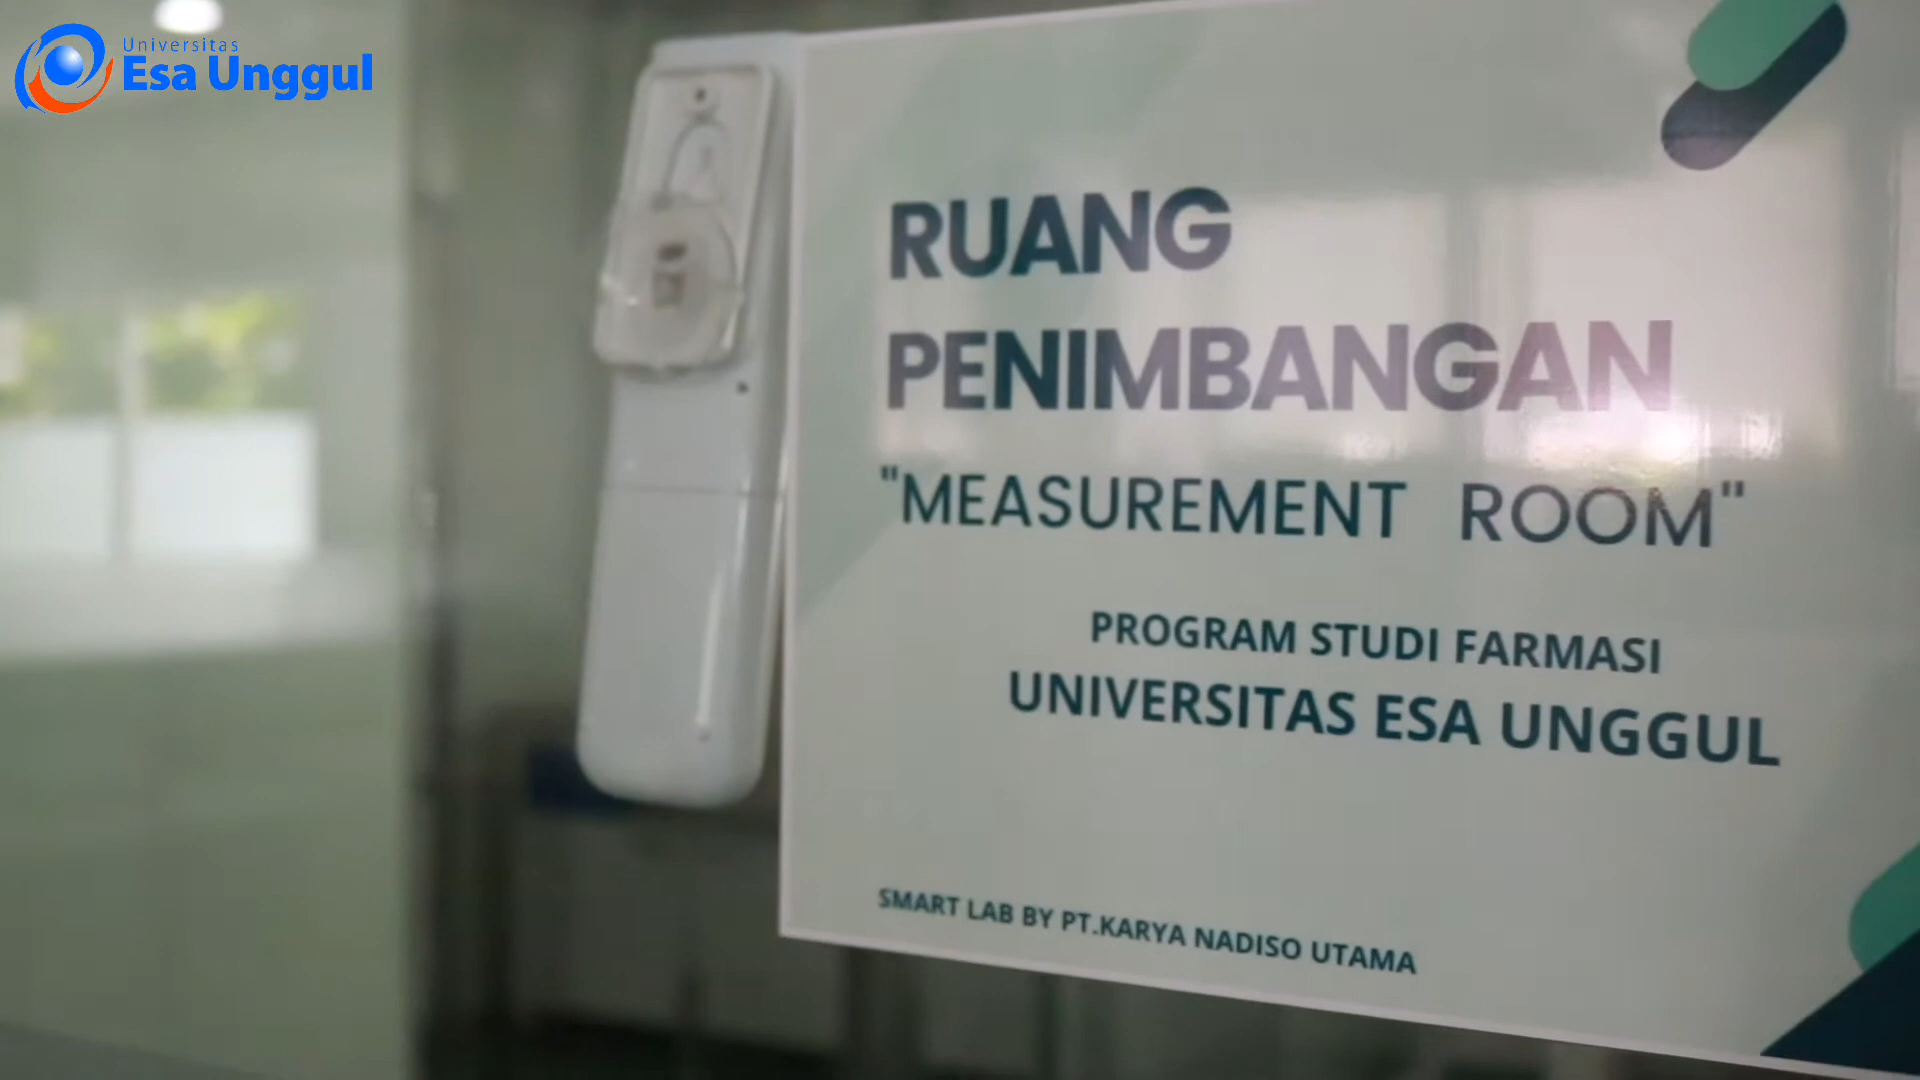 Universitas
Esa Unggul
RUANG
PENIMBANGAN
"MEASUREMENT ROOM"
PROGRAM STUDI FARMASI
UNIVERSITAS ESA UNGGUL
SMART LAB BY PT.KARYA NADISO UTAMA